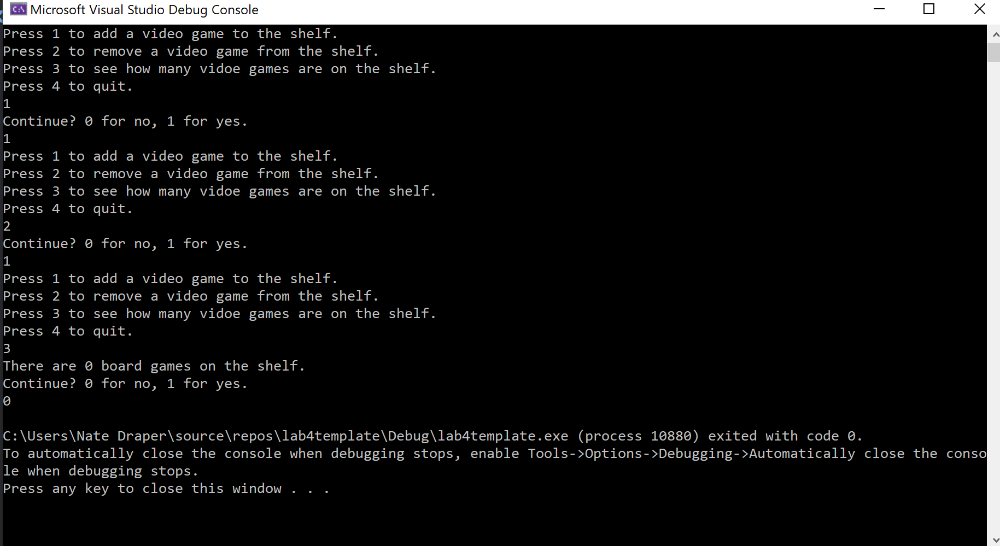 Microsoft Visual Studio Debug Console
Press 1 to add a video game to the shelf.
Press 2 to remove a video game from the shelf.
Press 3 to see how many vidoe games are on the shelf.
Press 4 to quit.
1
Continue? 0 for no, 1 for yes.
1
Press 1 to add a video game to the shelf.
Press 2 to remove a video game from the shelf.
Press 3 to see how many vidoe games are on the shelf.
Press 4 to quit.
2
Continue? 0 for no, 1 for yes.
1
Press 1 to add a video game to the shelf.
Press 2 to remove a video game from the shelf.
Press 3 to see how many vidoe games are on the shelf.
Press 4 to quit.
3
There are 0 board games on the shelf.
Continue? 0 for no, 1 for yes.
0
C:\Users\Nate Draper\source\repos\lab4template\Debug\lab4template.exe (process 10880) exited with code 0.
To automatically close the console when debugging stops, enable Tools->Options->Debugging->Automatically close the conso
le when debugging stops.
Press any key to close this window . . .